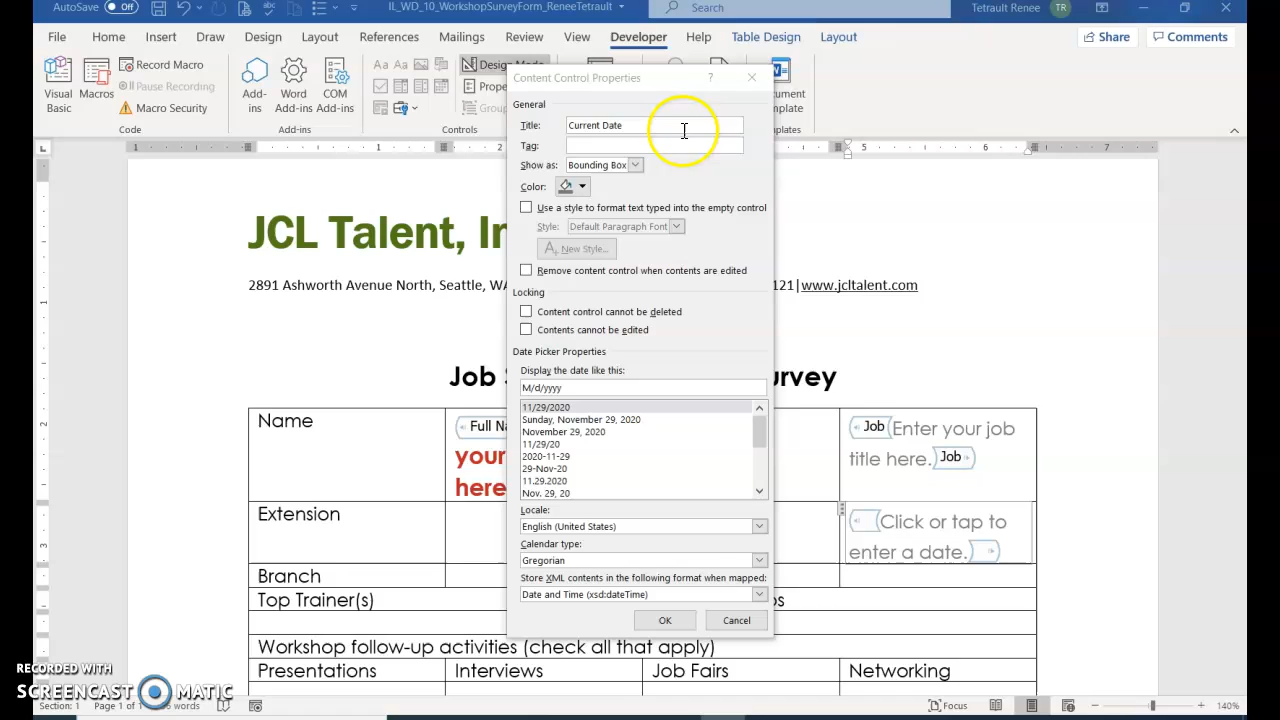 AutoSave Off IL_WD_10_WorkshopSurveyForm_ReneeTetrault Search Tetrault Renee TR
File Home Insert Draw Design Layout References Mailings Review View Developer Help Table Design Layout Share Comments
Visual Basic
Macros
Record Macro
Pause Recording
Macro Security
Code
Add-ins
Word Add-ins
COM Add-ins
Add-ins
Design Mode
Controls
Content Control Properties
General
Title: Current Date
Tag:
Show as: Bounding Box
Color:
Use a style to format text typed into the empty control
Style: Default Paragraph Font
New Style...
Remove content control when contents are edited
Locking
Content control cannot be deleted
Contents cannot be edited
Date Picker Properties
Display the date like this:
M/d/yyyy
11/29/2020
Sunday, November 29, 2020
November 29, 2020
11/29/20
2020-11-29
29-Nov-20
11.29.2020
Nov. 29, 20
Locale:
English (United States)
Calendar type:
Gregorian
Store XML contents in the following format when mapped:
Date and Time (xsd:dateTime)
OK Cancel
JCL Talent, In
2891 Ashworth Avenue North, Seattle, WA 121|www.jcltalent.com
Job S urvey
Name
Full Na
your
here
Job Enter your job
title here. Job
Extension
Click or tap to
enter a date.
Branch
Top Trainer(s)
Workshop follow-up activities (check all that apply)
Presentations Interviews Job Fairs Networking
RECORDED WITH
SCREENCAST MATIC
Section: 1 Page 1 of 1 words Focus 140%